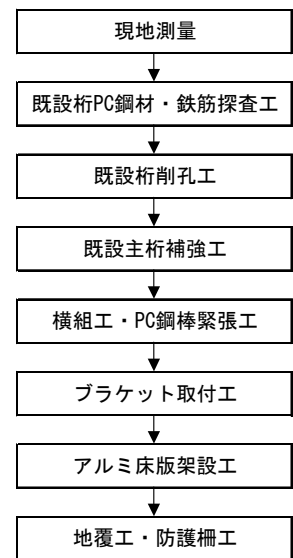 現地測量
既設桁PC鋼材・鉄筋探査工
既設桁削孔工
既設主桁補強工
横組工・PC鋼棒緊張工
ブラケット取付工
アルミ床版架設工
地覆工・防護柵工